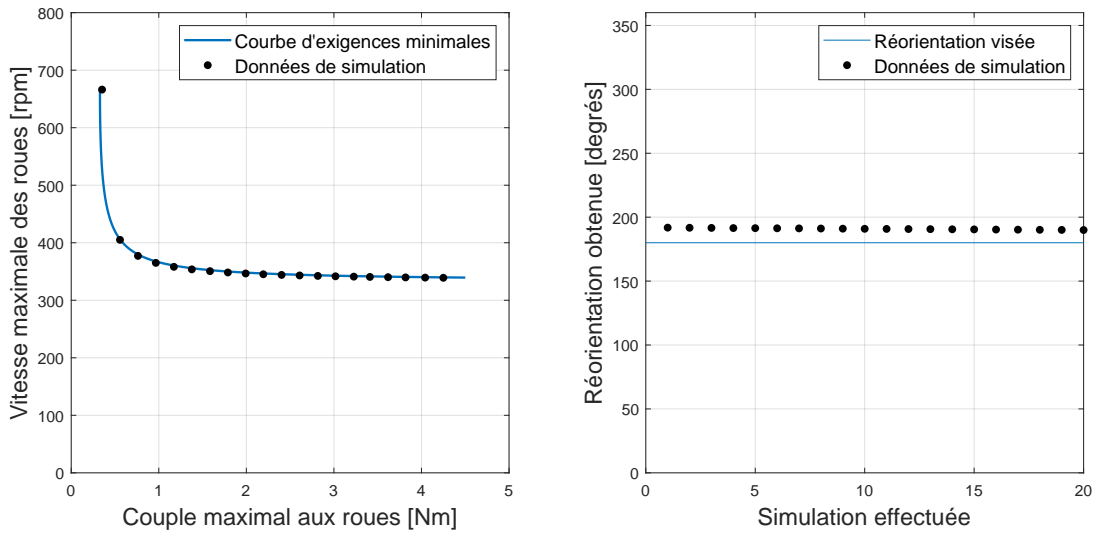 Vitesse maximale des roues [rpm]
800
700
600
500
400
300
200
100
0
Courbe d'exigences minimales
Données de simulation
0 1 2 3 4 5
Couple maximal aux roues [Nm]
Réorientation obtenue [degrés]
350
300
250
200
150
100
50
0
Réorientation visée
Données de simulation
0 5 10 15 20
Simulation effectuée